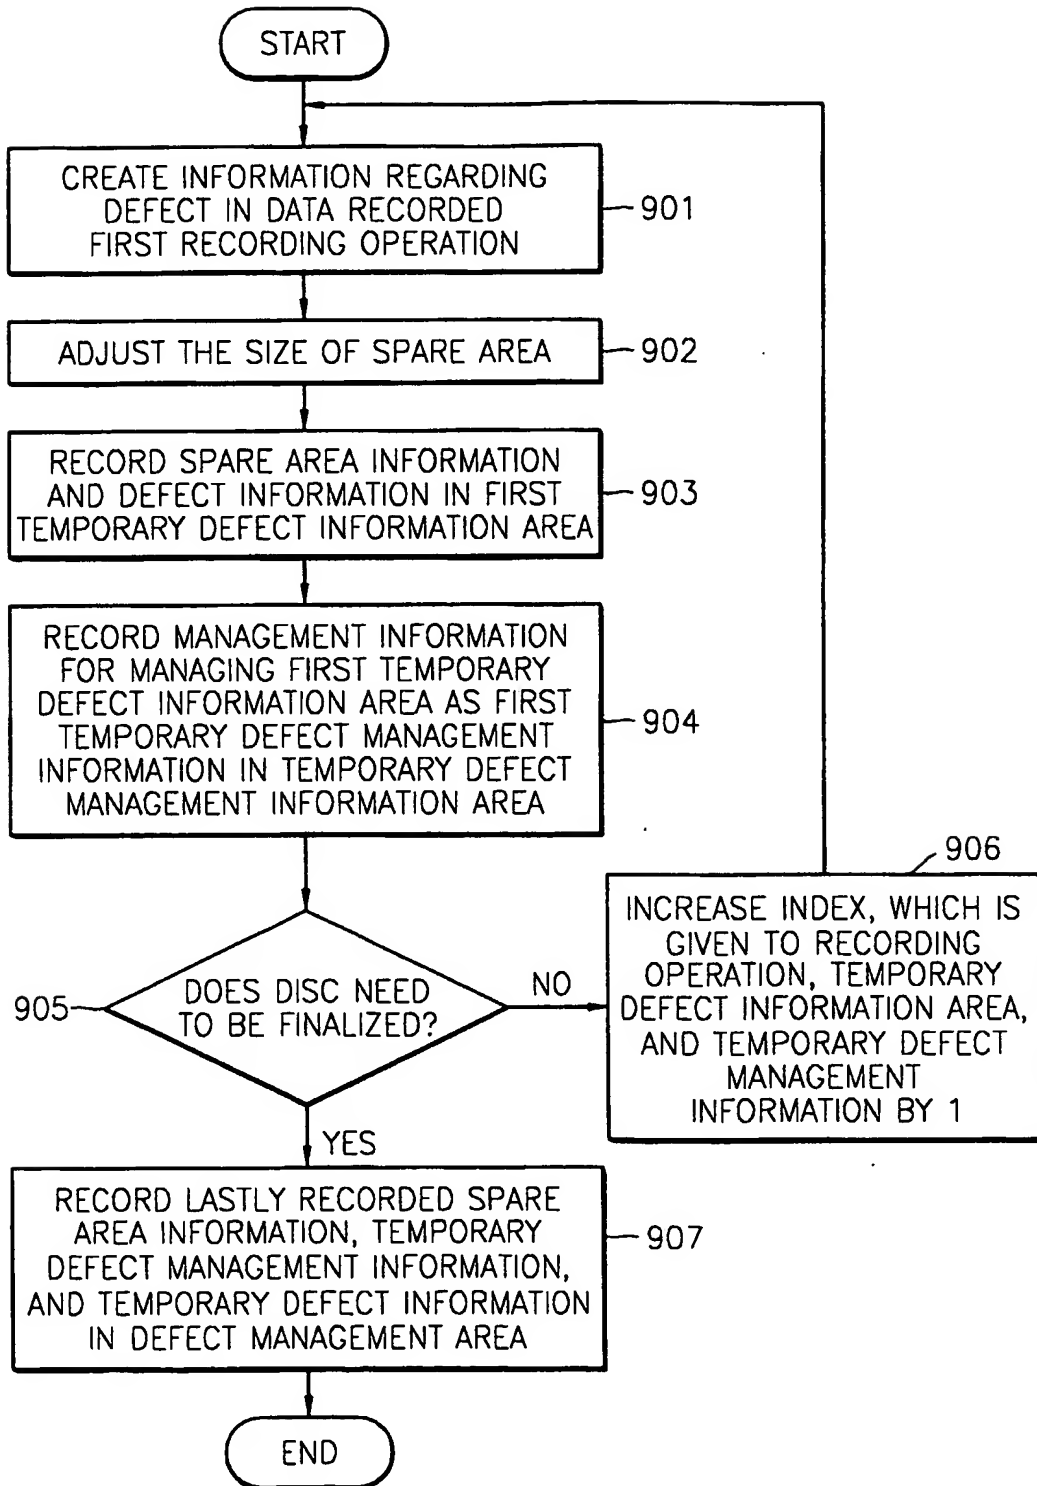 START
CREATE INFORMATION REGARDING
DEFECT IN DATA RECORDED
FIRST RECORDING OPERATION
901
ADJUST THE SIZE OF SPARE AREA
902
RECORD SPARE AREA INFORMATION
AND DEFECT INFORMATION IN FIRST
TEMPORARY DEFECT INFORMATION AREA
903
RECORD MANAGEMENT INFORMATION
FOR MANAGING FIRST TEMPORARY
DEFECT INFORMATION AREA AS FIRST
TEMPORARY DEFECT MANAGEMENT
INFORMATION IN TEMPORARY DEFECT
MANAGEMENT INFORMATION AREA
904
905
DOES DISC NEED
TO BE FINALIZED?
NO
906
INCREASE INDEX, WHICH IS
GIVEN TO RECORDING
OPERATION, TEMPORARY
DEFECT INFORMATION AREA,
AND TEMPORARY DEFECT
MANAGEMENT
INFORMATION BY 1
YES
RECORD LASTLY RECORDED SPARE
AREA INFORMATION, TEMPORARY
DEFECT MANAGEMENT INFORMATION,
AND TEMPORARY DEFECT INFORMATION
IN DEFECT MANAGEMENT AREA
907
END